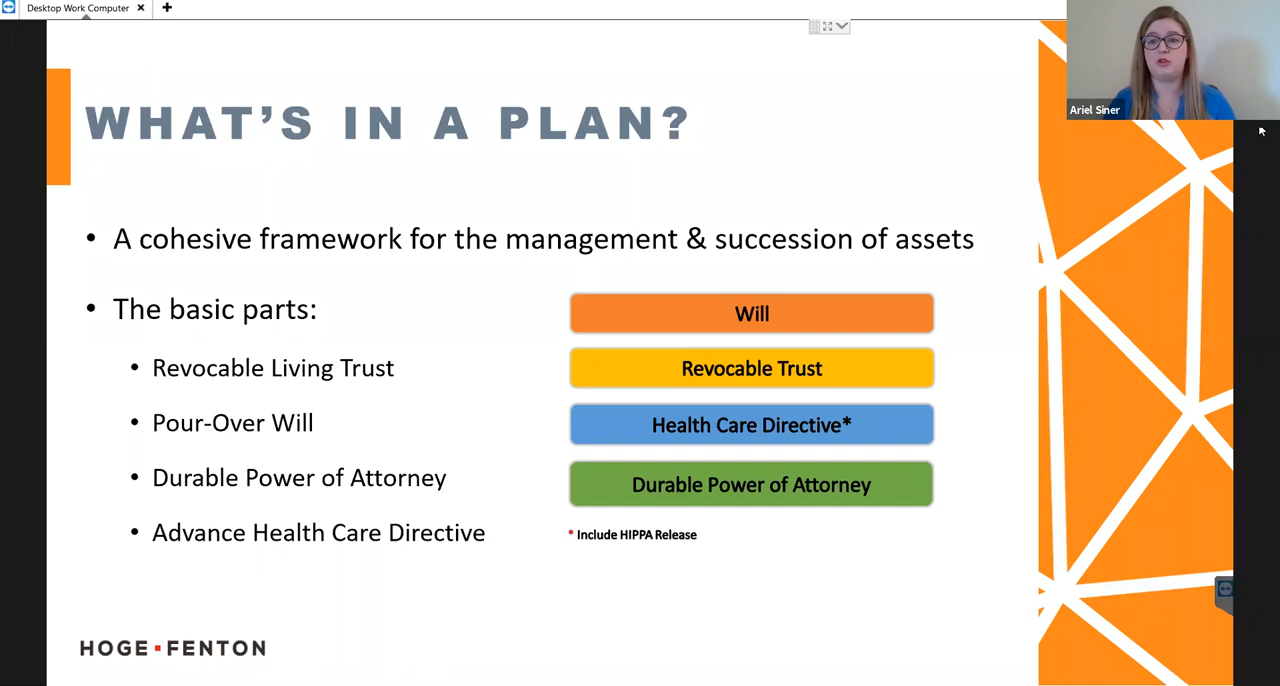 Desktop Work Computer
Ariel Siner
WHAT’S IN A PLAN?
• A cohesive framework for the management & succession of assets
• The basic parts:
• Revocable Living Trust
• Pour-Over Will
• Durable Power of Attorney
• Advance Health Care Directive
Will
Revocable Trust
Health Care Directive*
Durable Power of Attorney
* Include HIPPA Release
HOGE▪FENTON